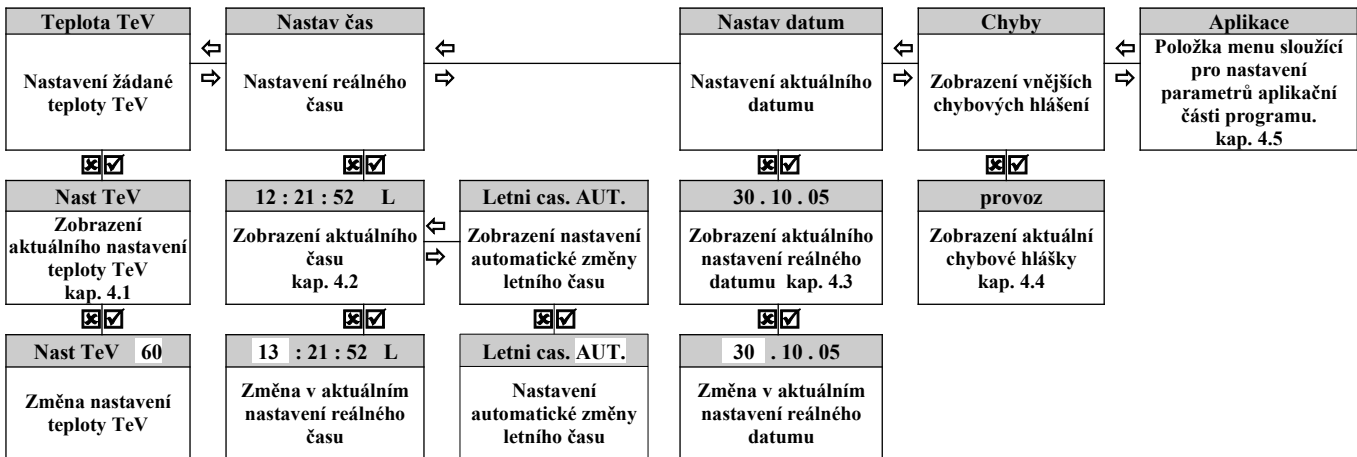 Teplota TeV
Nastavení žádané
teploty TeV
Nastav čas
Nastavení reálného
času
Nastav datum
Nastavení aktuálního
datumu
Chyby
Zobrazení vnějších
chybových hlášení
Aplikace
Položka menu sloužící
pro nastavení
parametrů aplikační
části programu.
kap. 4.5
Nast TeV
Zobrazení
aktuálního nastavení
teploty TeV
kap. 4.1
12 : 21 : 52 L
Zobrazení aktuálního
času
kap. 4.2
Letni cas. AUT.
Zobrazení nastavení
automatické změny
letního času
30 . 10 . 05
Zobrazení aktuálního
nastavení reálného
datumu kap. 4.3
provoz
Zobrazení aktuální
chybové hlášky
kap. 4.4
Nast TeV 60
Změna nastavení
teploty TeV
13 : 21 : 52 L
Změna v aktuálním
nastavení reálného
času
Letni cas. AUT.
Nastavení
automatické změny
letního času
30 . 10 . 05
Změna v aktuálním
nastavení reálného
datumu